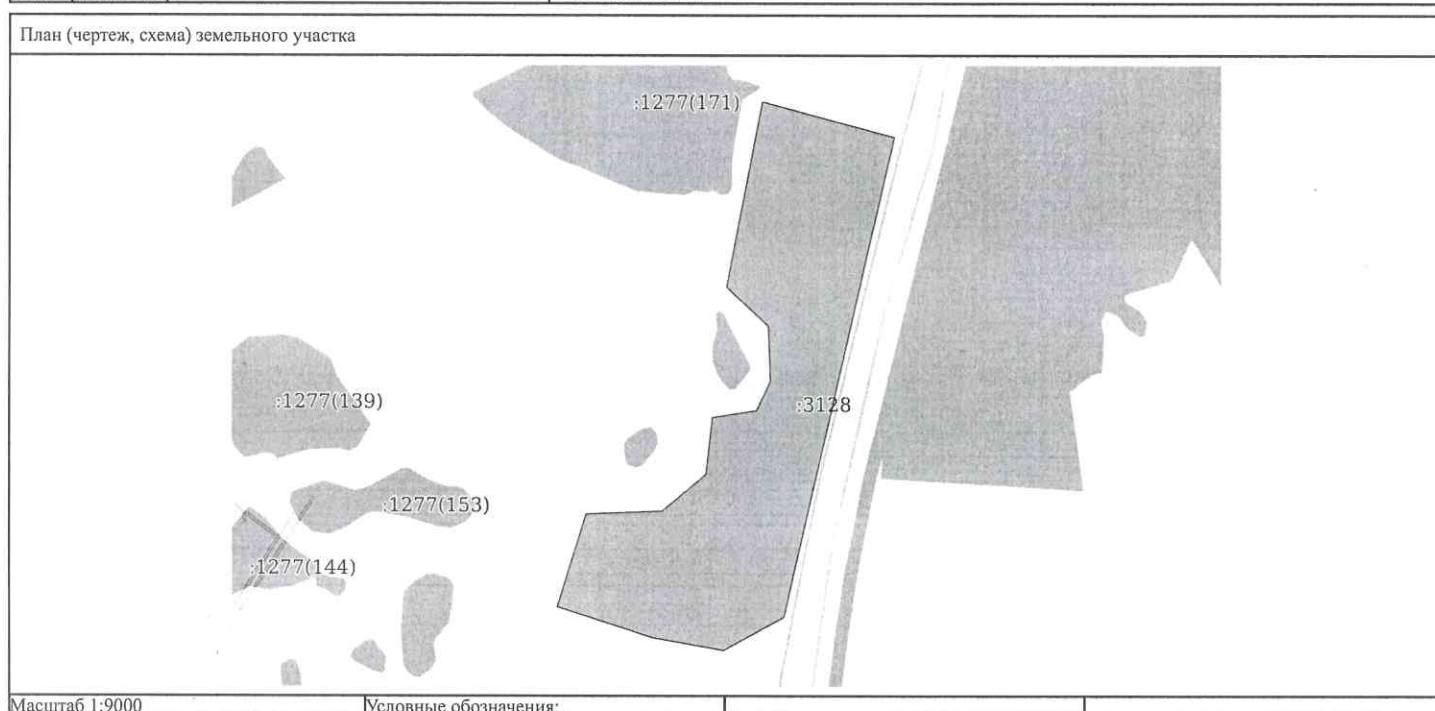 План (чертеж, схема) земельного участка
:1277(171)
:1277(139)
:3128
:1277(153)
:1277(144)
Масштаб 1:9000
Условные обозначения: